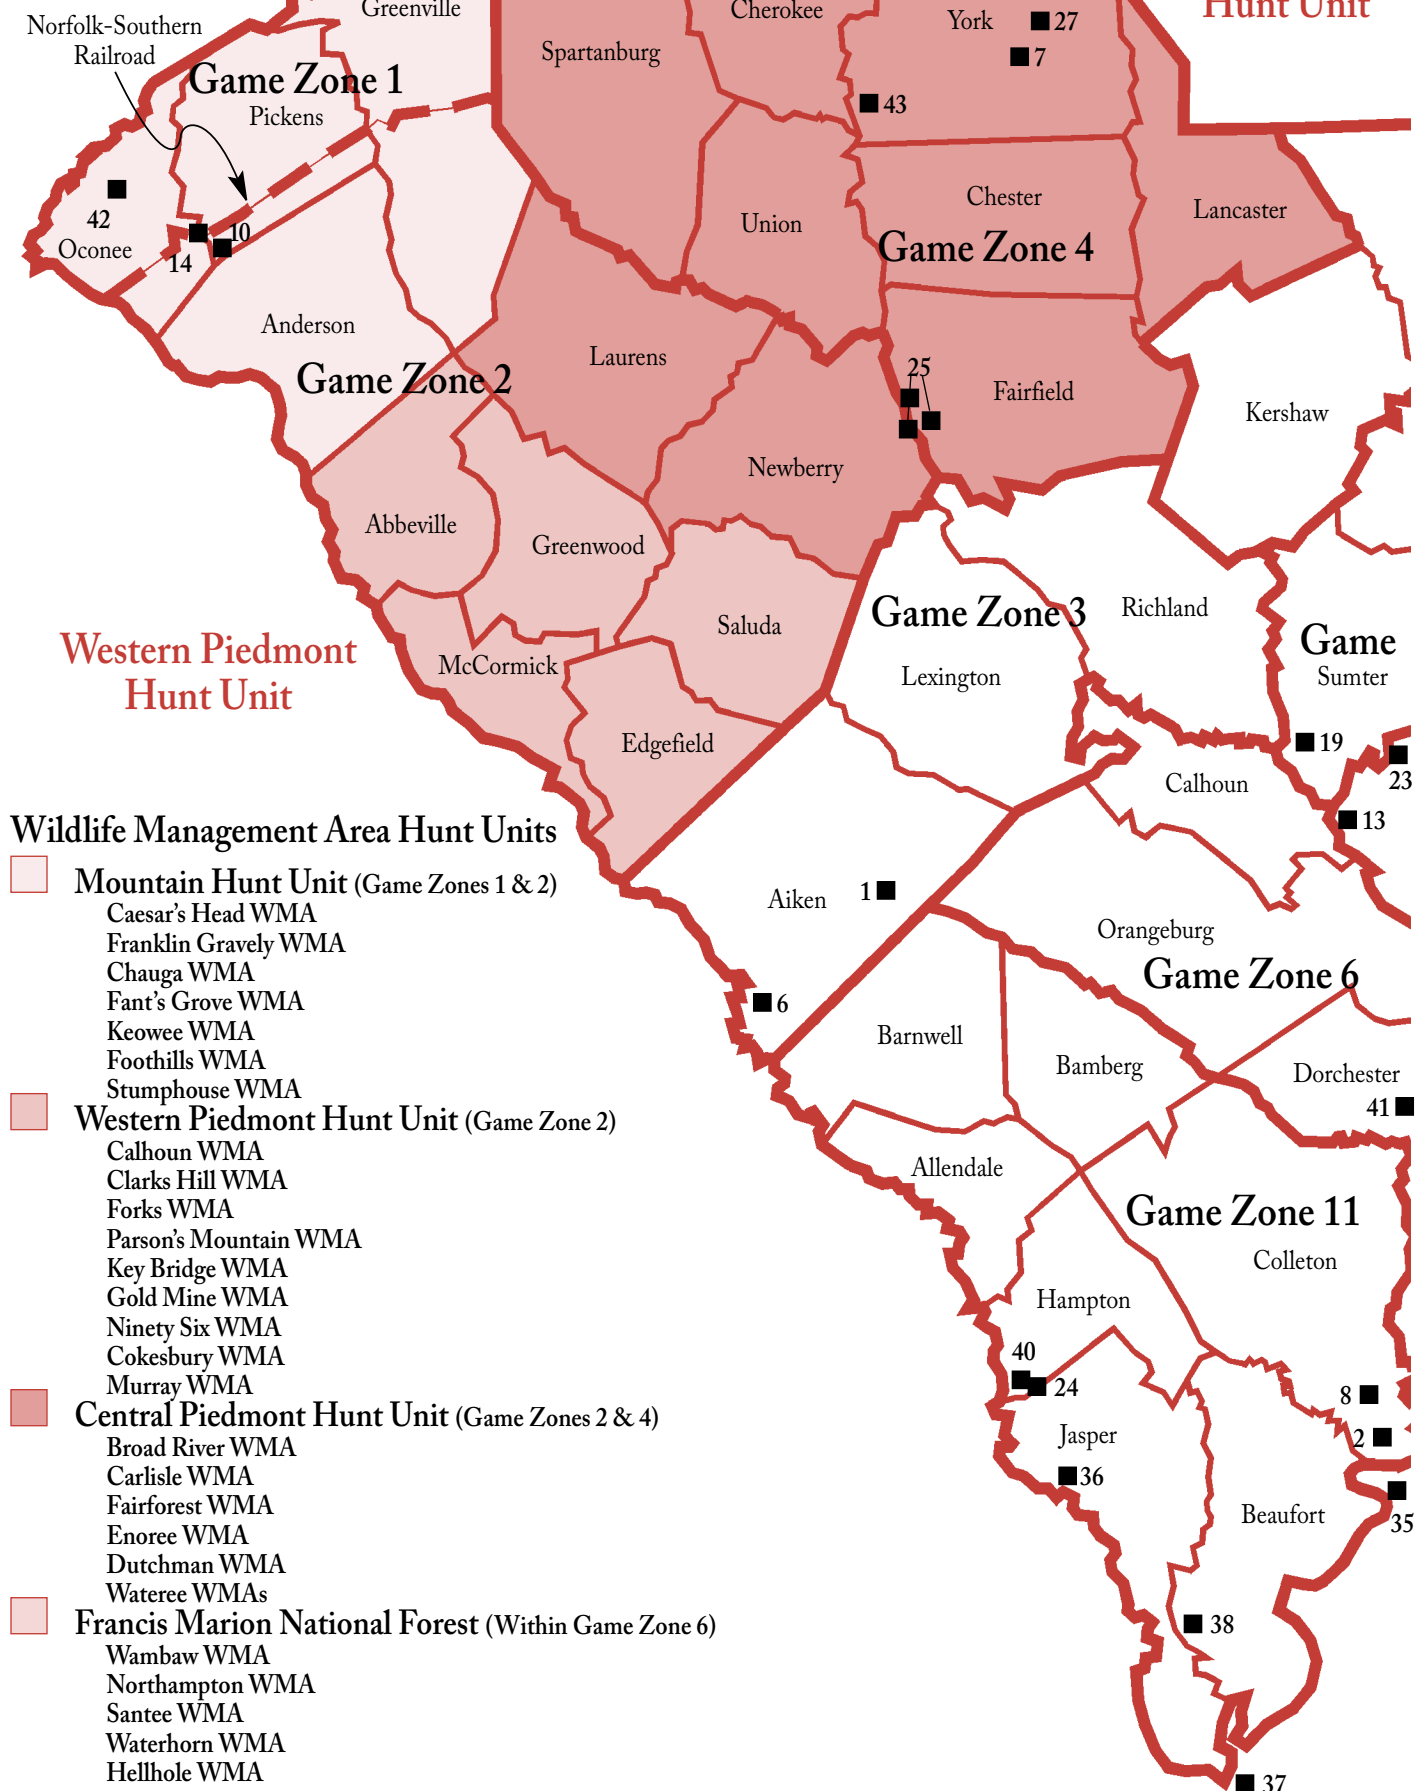 Greenville
Cherokee
York
27
Hunt Unit
Norfolk-Southern
Railroad
Spartanburg
7
Game Zone 1
Pickens
43
42
Oconee
10
14
Union
Chester
Game Zone 4
Lancaster
Anderson
Game Zone 2
Laurens
25
Fairfield
Kershaw
Newberry
Abbeville
Greenwood
Game Zone 3
Richland
Saluda
Game
Sumter
Western Piedmont
Hunt Unit
McCormick
Lexington
Edgefield
19
23
Calhoun
13
Wildlife Management Area Hunt Units
Mountain Hunt Unit (Game Zones 1 & 2)
Caesar's Head WMA
Franklin Gravely WMA
Chauga WMA
Fant's Grove WMA
Keowee WMA
Foothills WMA
Stumphouse WMA
Western Piedmont Hunt Unit (Game Zone 2)
Calhoun WMA
Clarks Hill WMA
Forks WMA
Parson's Mountain WMA
Key Bridge WMA
Gold Mine WMA
Ninety Six WMA
Cokesbury WMA
Murray WMA
Central Piedmont Hunt Unit (Game Zones 2 & 4)
Broad River WMA
Carlisle WMA
Fairforest WMA
Enoree WMA
Dutchman WMA
Wateree WMAs
Francis Marion National Forest (Within Game Zone 6)
Wambaw WMA
Northampton WMA
Santee WMA
Waterhorn WMA
Hellhole WMA
Aiken
1
Orangeburg
Game Zone 6
6
Barnwell
Bamberg
Dorchester
41
Allendale
Game Zone 11
Colleton
Hampton
40
24
8
2
Jasper
36
Beaufort
35
38
37